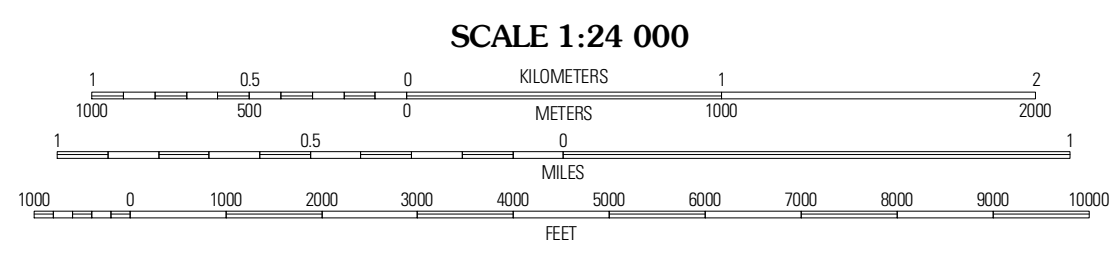 SCALE 1:24 000
KILOMETERS
1 0.5 0 1 2
1000 500 0 METERS 1000 2000
1 0.5 0 1
MILES
1000 0 1000 2000 3000 4000 5000 6000 7000 8000 9000 10000
FEET